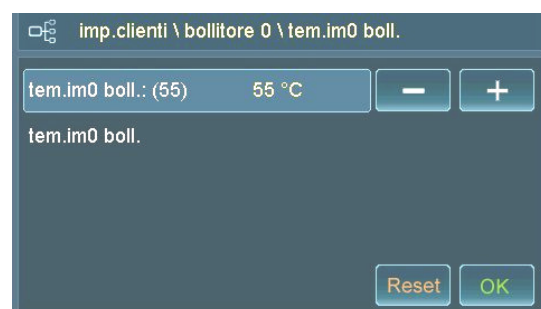 imp.clienti \ bollitore 0 \ tem.im0 boll.
tem.im0 boll.: (55) 55 °C − +
tem.im0 boll.
Reset OK